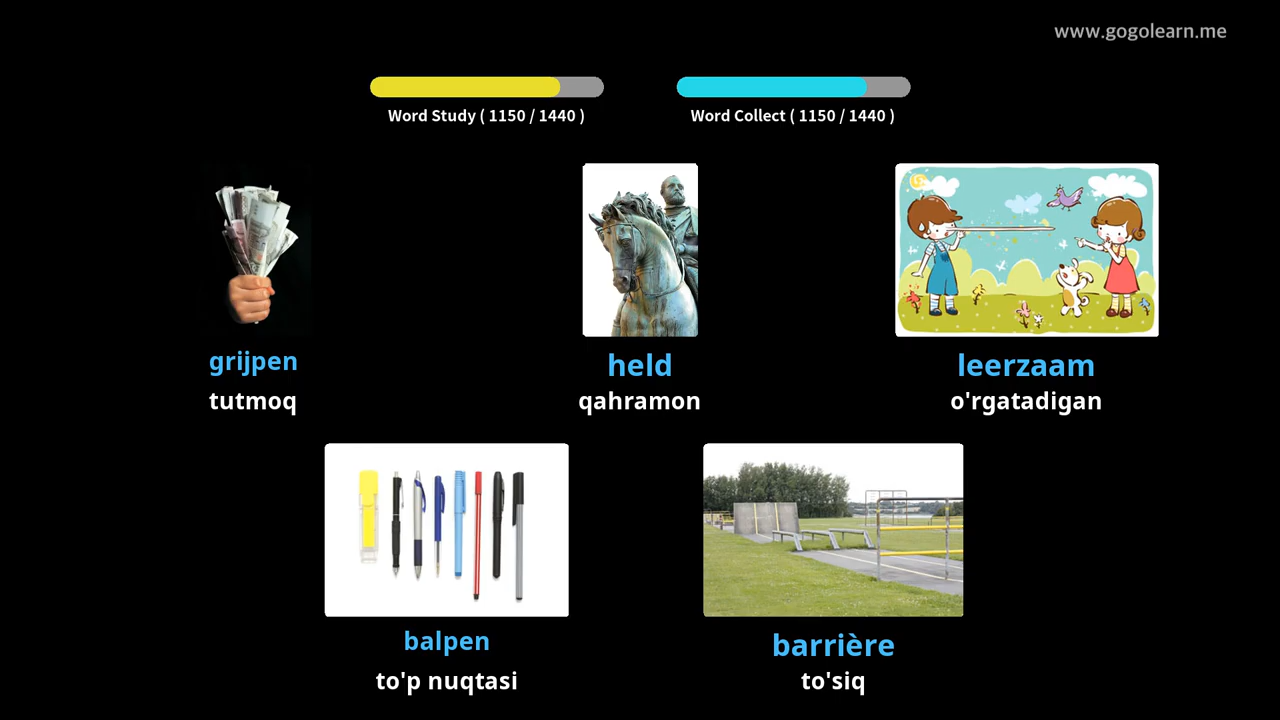 www.gogolearn.me
Word Study ( 1150 / 1440 )
Word Collect ( 1150 / 1440 )
grijpen
tutmoq
held
qahramon
leerzaam
o'rgatadigan
balpen
to'p nuqtasi
barrière
to'siq